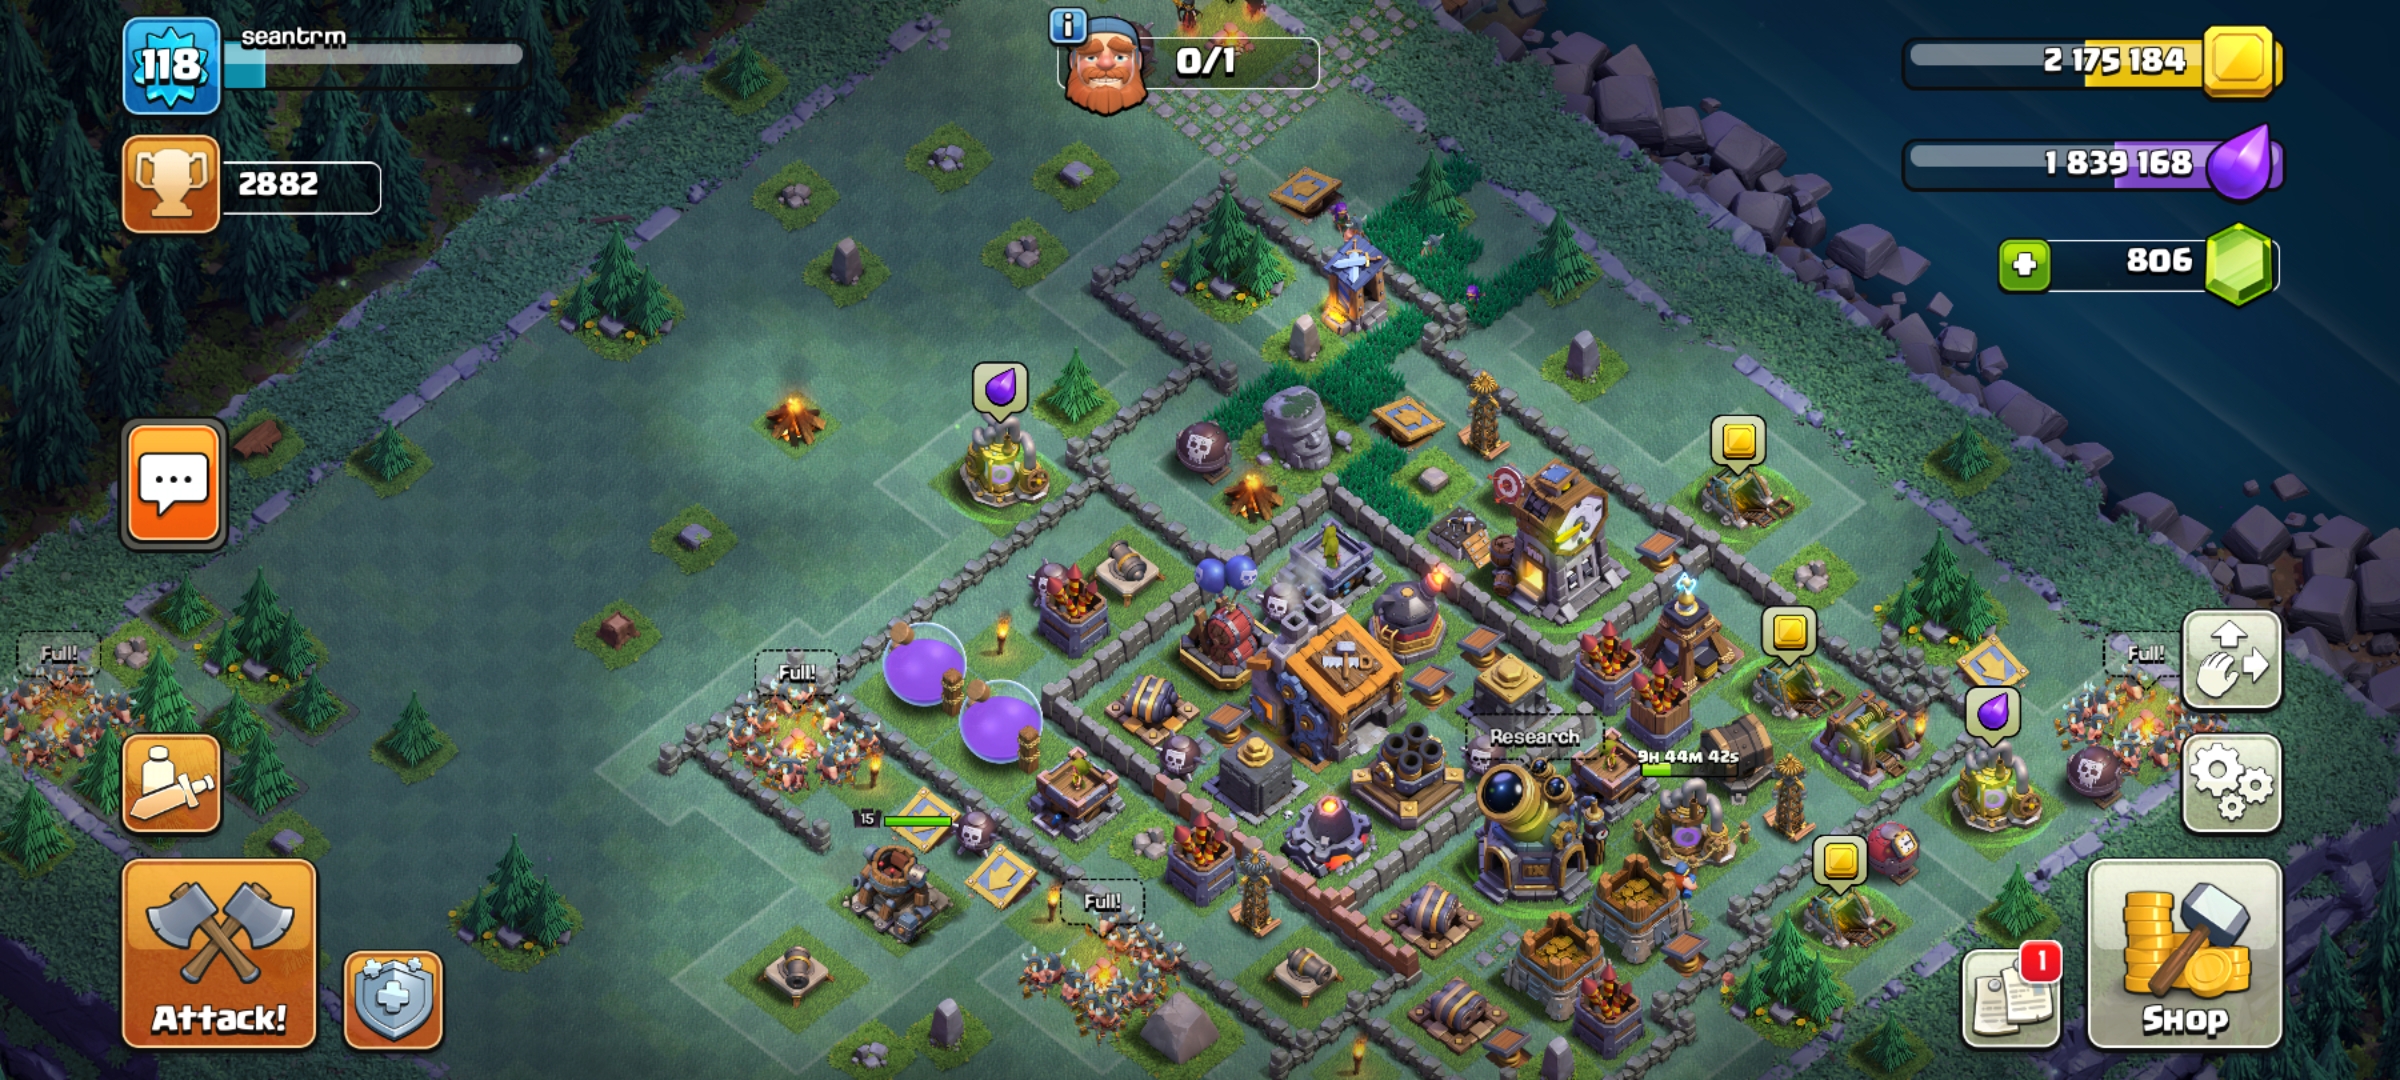 118
seantrm
i
0/1
2 175 184
2882
1 839 168
806
Full!
Full!
Full!
Research
9H 44M 42s
15
Full!
Attack!
1
Shop